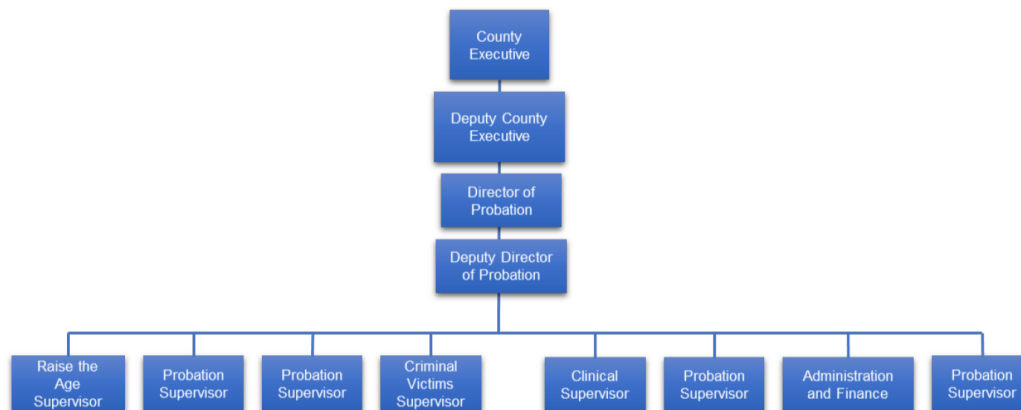 County
Executive
Deputy County
Executive
Director of
Probation
Deputy Director
of Probation
Raise the
Age
Supervisor
Probation
Supervisor
Probation
Supervisor
Criminal
Victims
Supervisor
Clinical
Supervisor
Probation
Supervisor
Administration
and Finance
Probation
Supervisor